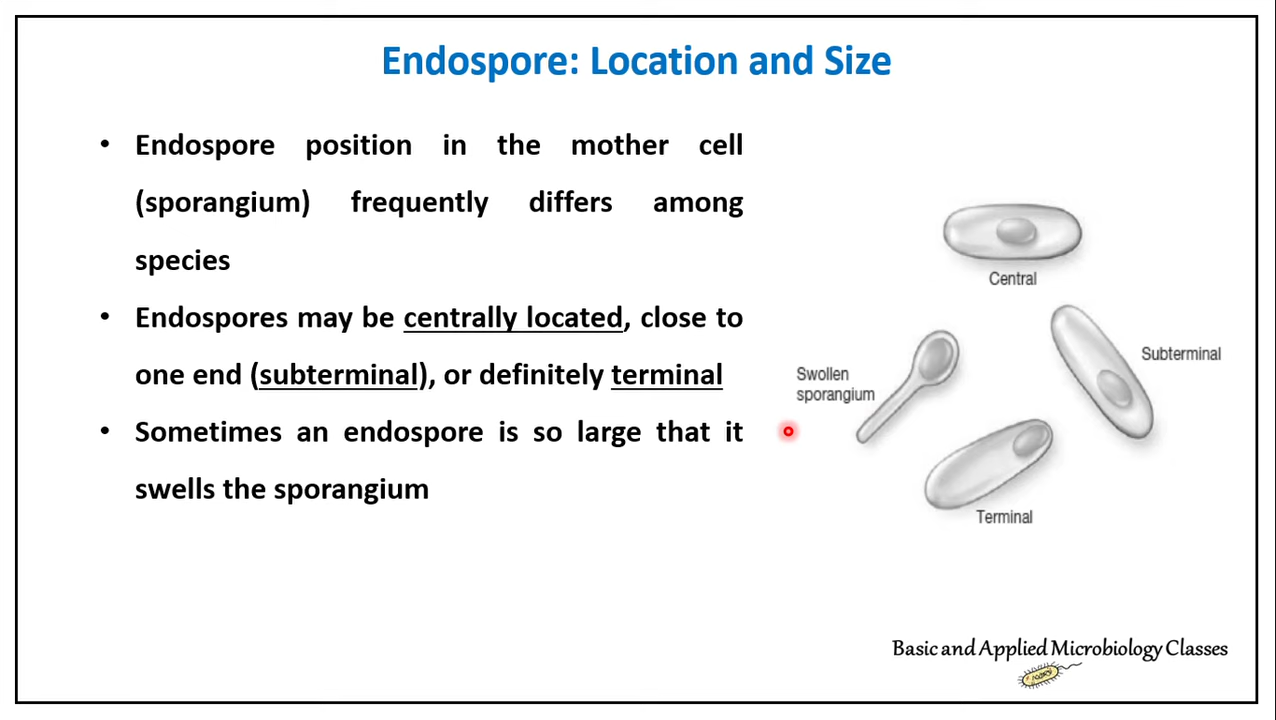 Endospore: Location and Size
• Endospore position in the mother cell
(sporangium) frequently differs among
species
• Endospores may be centrally located, close to
one end (subterminal), or definitely terminal
• Sometimes an endospore is so large that it
swells the sporangium
Central
Subterminal
Swollen
sporangium
Terminal
Basic and Applied Microbiology Classes